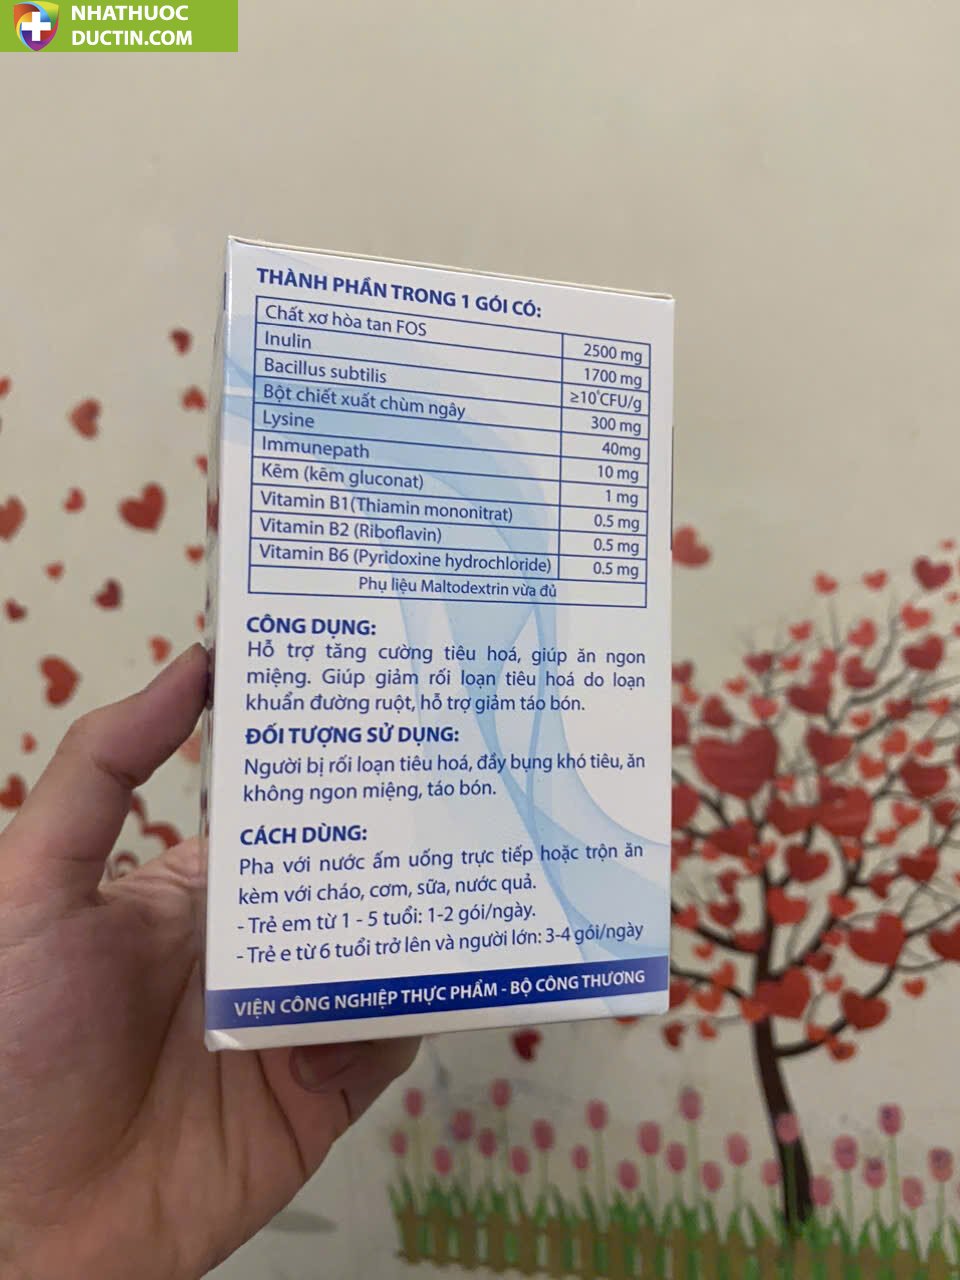 NHATHUOC
DUCTIN.COM
THÀNH PHẦN TRONG 1 GÓI CÓ:
Chất xơ hòa tan FOS 2500 mg
Inulin 1700 mg
Bacillus subtilis ≥10⁶CFU/g
Bột chiết xuất chùm ngây 300 mg
Lysine 40mg
Immunepath 10 mg
Kẽm (kẽm gluconat) 1 mg
Vitamin B1(Thiamin mononitrat) 0.5 mg
Vitamin B2 (Riboflavin) 0.5 mg
Vitamin B6 (Pyridoxine hydrochloride) 0.5 mg
Phụ liệu Maltodextrin vừa đủ
CÔNG DỤNG:
Hỗ trợ tăng cường tiêu hoá, giúp ăn ngon
miệng. Giúp giảm rối loạn tiêu hoá do loạn
khuẩn đường ruột, hỗ trợ giảm táo bón.
ĐỐI TƯỢNG SỬ DỤNG:
Người bị rối loạn tiêu hoá, đầy bụng khó tiêu, ăn
không ngon miệng, táo bón.
CÁCH DÙNG:
Pha với nước ấm uống trực tiếp hoặc trộn ăn
kèm với cháo, cơm, sữa, nước quả.
- Trẻ em từ 1 - 5 tuổi: 1-2 gói/ngày.
- Trẻ e từ 6 tuổi trở lên và người lớn: 3-4 gói/ngày
VIỆN CÔNG NGHIỆP THỰC PHẨM - BỘ CÔNG THƯƠNG